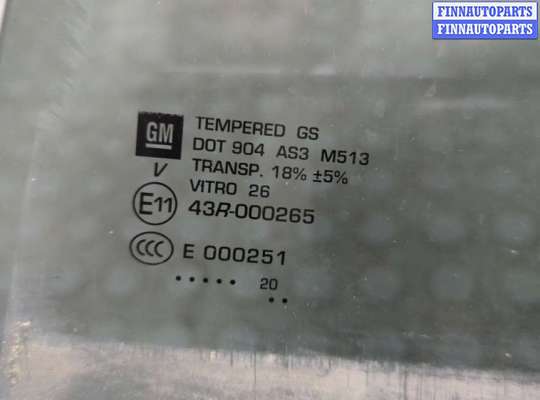 FINNAUTOPARTS
FINNAUTOPARTS
GM
TEMPERED GS
DOT 904 AS3 M513
TRANSP. 18% ±5%
V
VITRO 26
E11 43R-000265
CCC E 000251
..... 20
..